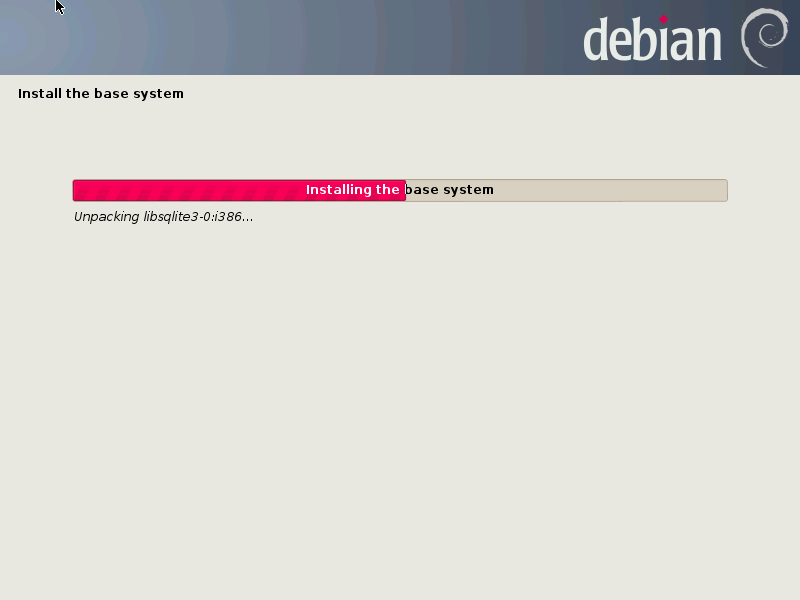 debian
Install the base system
Installing the base system
Unpacking libsqlite3-0:i386...